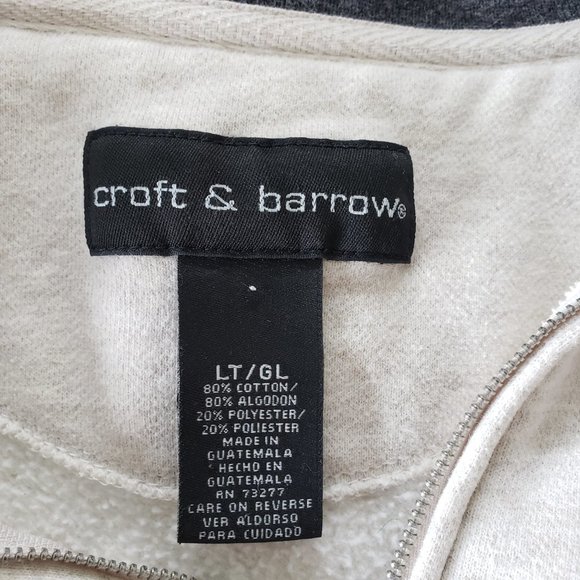 croft & barrow®
LT/GL
80% COTTON/
80% ALGODON
20% POLYESTER/
20% POLIESTER
MADE IN
GUATEMALA
HECHO EN
GUATEMALA
RN 73277
CARE ON REVERSE
VER ALDORSO
PARA CUIDADO